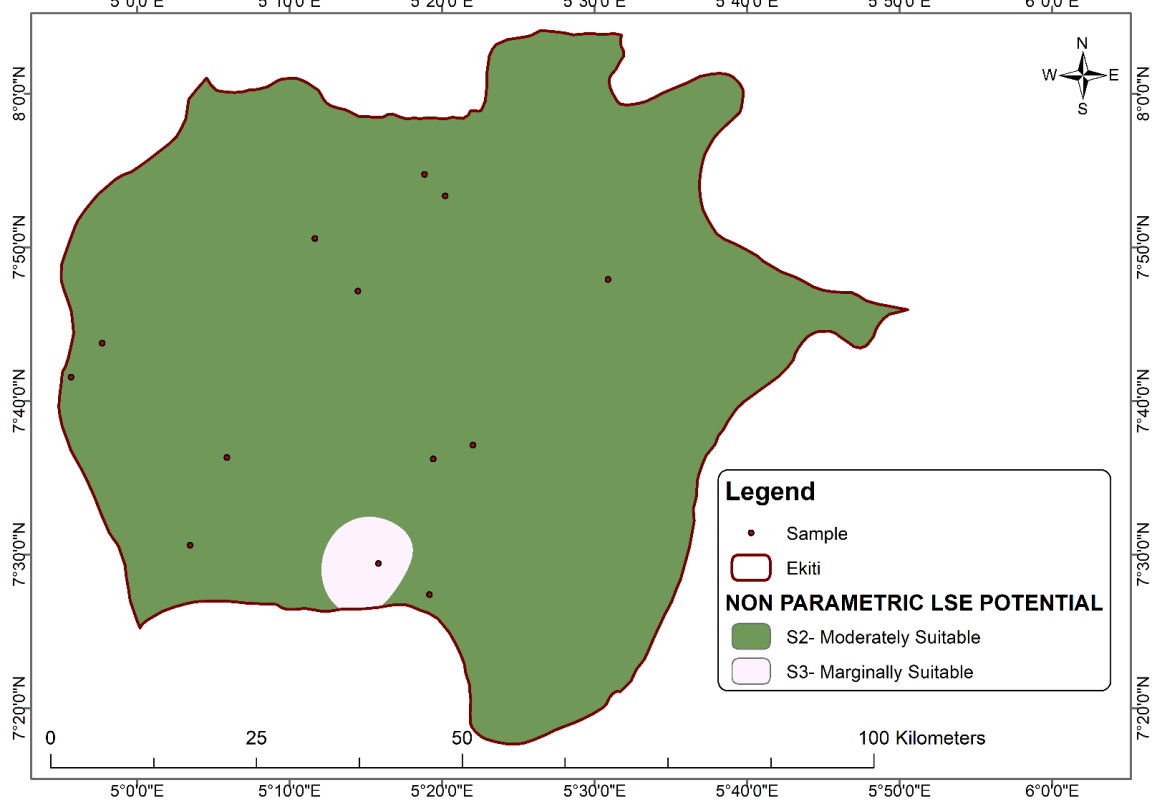 5°0'0"E 5°10'0"E 5°20'0"E 5°30'0"E 5°40'0"E 5°50'0"E 6°0'0"E
N
W E
S
8°0'0"N 8°0'0"N
7°50'0"N 7°50'0"N
7°40'0"N 7°40'0"N
7°30'0"N 7°30'0"N
7°20'0"N 7°20'0"N
Legend
Sample
Ekiti
NON PARAMETRIC LSE POTENTIAL
S2- Moderately Suitable
S3- Marginally Suitable
0 25 50 100 Kilometers
5°0'0"E 5°10'0"E 5°20'0"E 5°30'0"E 5°40'0"E 5°50'0"E 6°0'0"E